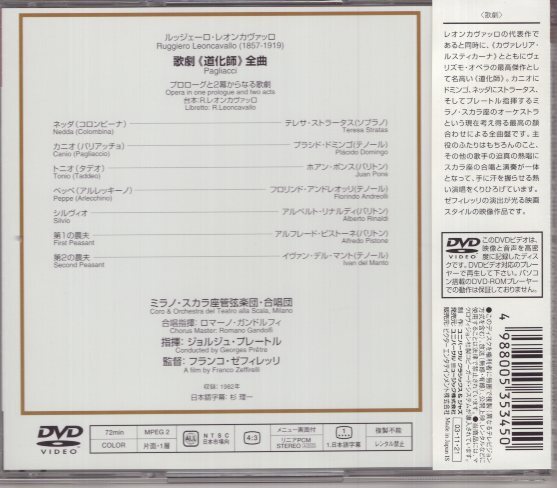 ルッジェーロ・レオンカヴァッロ
Ruggiero Leoncavallo (1857-1919)
歌劇《道化師》全曲
Pagliacci
プロローグと2幕からなる歌劇
Opera in one prologue and two acts
台本:R.レオンカヴァッロ
Libretto: R.Leoncavallo
ネッダ(コロンビーナ) テレサ・ストラータス(ソプラノ)
Nedda (Colombina) Teresa Stratas
カニオ(パリアッチョ) プラシド・ドミンゴ(テノール)
Canio (Pagliaccio) Plácido Domingo
トニオ(タデオ) ホアン・ポンス(バリトン)
Tonio (Taddeo) Juan Pons
ペッペ(アルレッキーノ) フロリンド・アンドレオッリ(テノール)
Peppe (Arlecchino) Florindo Andreolli
シルヴィオ アルベルト・リナルディ(バリトン)
Silvio Alberto Rinaldi
第1の農夫 アルフレード・ピストーネ(バリトン)
First Peasant Alfredo Pistone
第2の農夫 イヴァン・デル・マント(テノール)
Second Peasant Ivan del Manto
ミラノ・スカラ座管弦楽団・合唱団
Coro & Orchestra del Teatro alla Scala, Milano
合唱指揮:ロマーノ・ガンドルフィ
Chorus Master: Romano Gandolfi
指揮:ジョルジュ・プレートル
Conducted by Georges Prêtre
監督:フランコ・ゼフィレッリ
A film by Franco Zeffirelli
収録:1982年
日本語字幕:杉 理一
DVD
VIDEO
72min
COLOR
MPEG 2
片面・1層
ALL
NTSC
日本市場向
4:3
メニュー画面付
リニアPCM
STEREO
1
1.日本語字幕
複製不能
レンタル禁止
〈歌劇〉
レオンカヴァッロの代表作で
あると同時に、《カヴァレリア・
ルスティカーナ》とともにヴェ
リズモ・オペラの最高傑作とし
て名高い《道化師》。カニオに
ドミンゴ、ネッダにストラータス、
そしてプレートル指揮するミ
ラノ・スカラ座のオーケストラ
という現在考え得る最高の顔
合わせによる全曲盤です。主
役のふたりはもちろんのこと、
その他の歌手の迫真の熱唱に
スカラ座の合唱と演奏が一体
となって、手に汗を握らせる熱
い演唱をくりひろげています。
ゼフィレッリの演出が光る映画
スタイルの映像作品です。
DVD
VIDEO
このDVDビデオは、
映像と音声を高密
度に記録したディス
クです。DVDビデオ対応のプレー
ヤーで再生して下さい。パソコ
ン搭載のDVD-ROMプレーヤー
での動作は保証しておりません。
4 988005 353450
03・11・21
Made in Japan